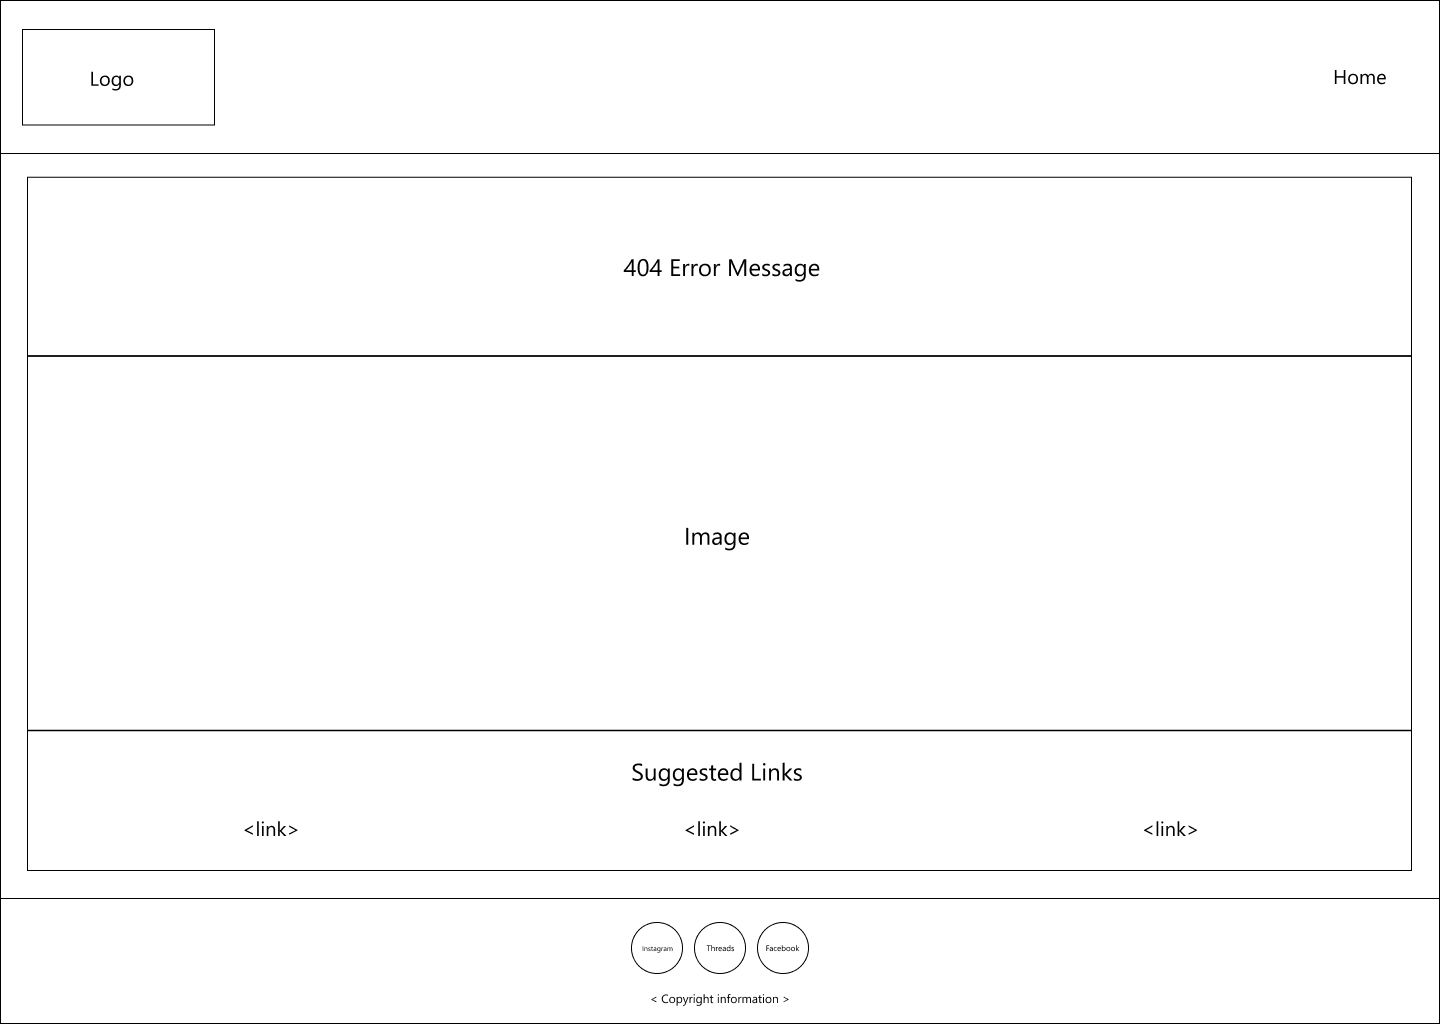 Logo
Home
404 Error Message
Image
Suggested Links
<link> <link> <link>
Instagram Threads Facebook
< Copyright information >